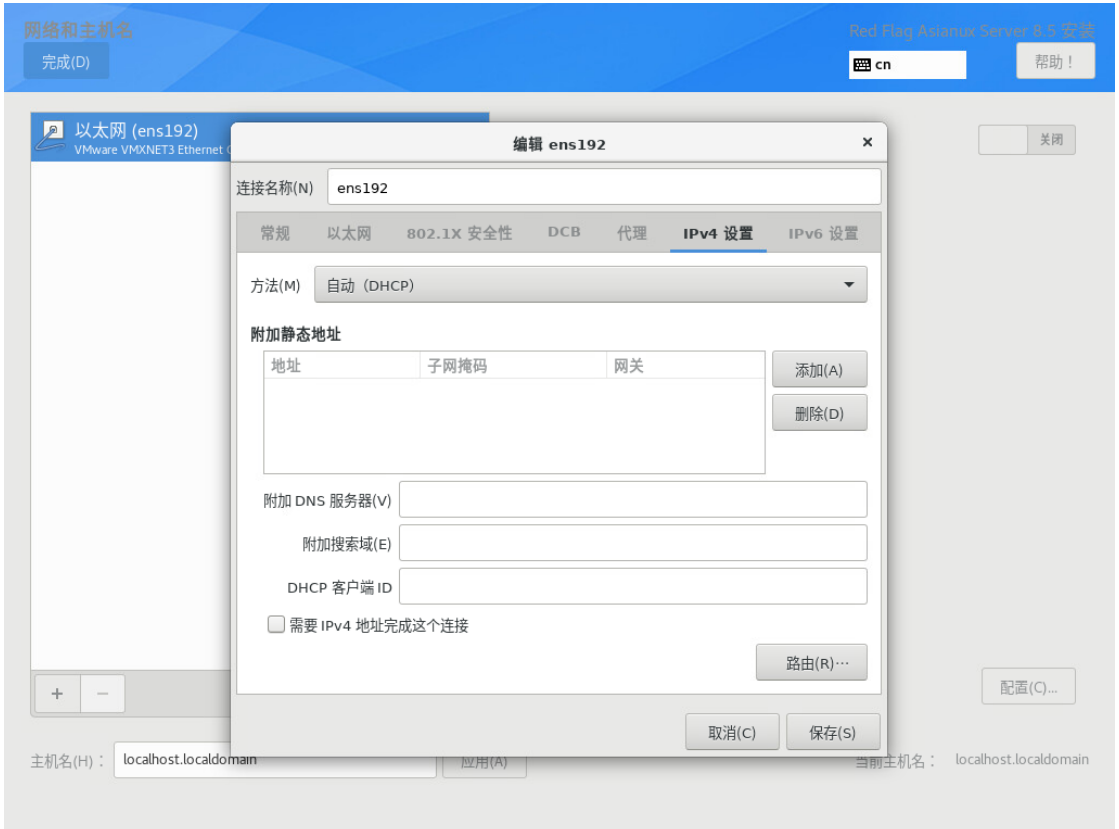 网络和主机名
Red Flag Asianux Server 8.5 安装
完成(D)
cn
帮助！
以太网 (ens192)
VMware VMXNET3 Ethernet
关闭
编辑 ens192
×
连接名称(N)
ens192
常规 以太网 802.1X 安全性 DCB 代理 IPv4 设置 IPv6 设置
方法(M)
自动（DHCP）
附加静态地址
地址 子网掩码 网关
添加(A)
删除(D)
附加 DNS 服务器(V)
附加搜索域(E)
DHCP 客户端 ID
需要 IPv4 地址完成这个连接
路由(R)…
+ −
配置(C)...
取消(C) 保存(S)
主机名(H)：
localhost.localdomain
应用(A)
当前主机名：
localhost.localdomain